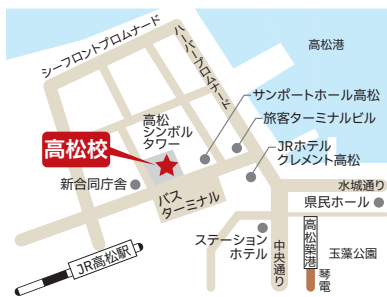 シーフロントプロムナード
ハーバープロムナード
高松港
高松
シンボル
タワー
サンポートホール高松
旅客ターミナルビル
高松校
JRホテル
クレメント高松
新合同庁舎
バス
ターミナル
水城通り
県民ホール
ステーション
ホテル
中央通り
高松築港
玉藻公園
琴電
JR高松駅